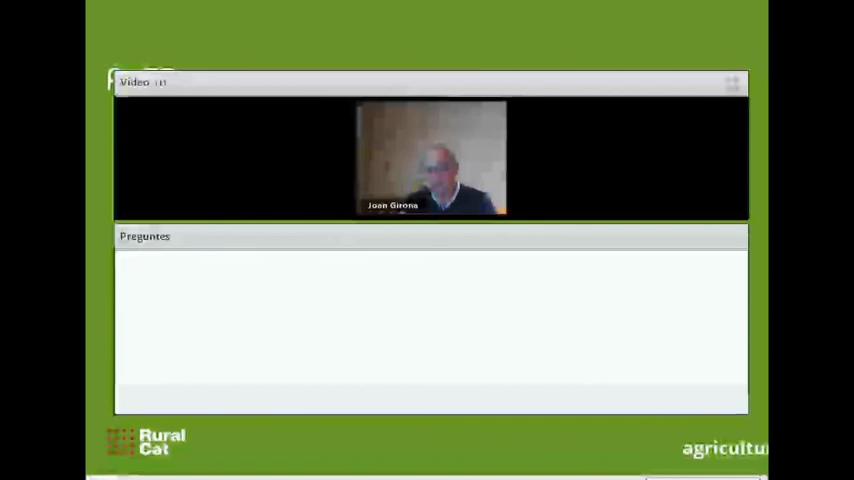 Video
Joan Girona
Preguntes
Rural
Cat
agricultu